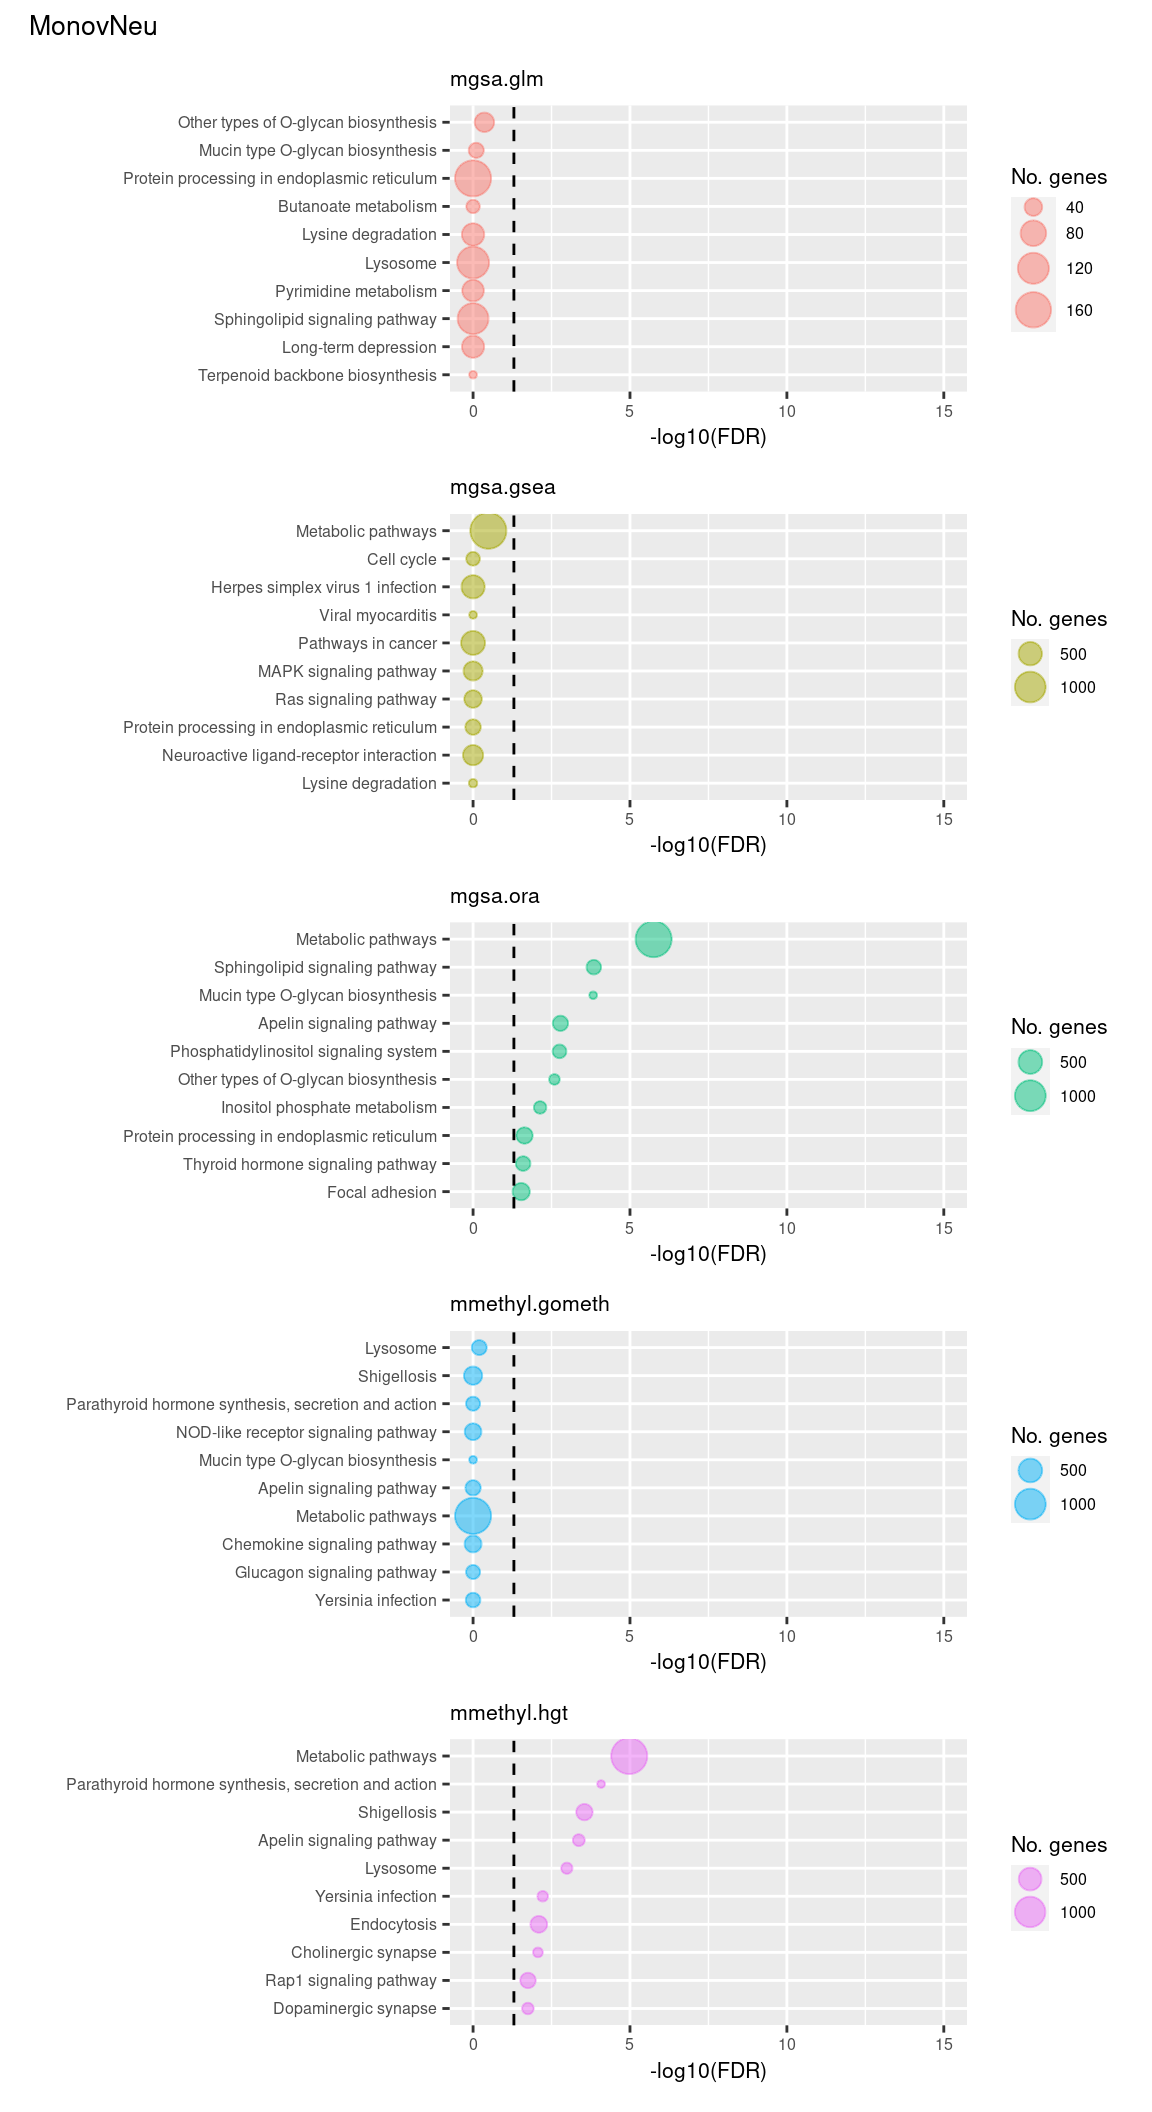 MonovNeu
mgsa.glm
Other types of O-glycan biosynthesis
Mucin type O-glycan biosynthesis
Protein processing in endoplasmic reticulum
Butanoate metabolism
Lysine degradation
Lysosome
Pyrimidine metabolism
Sphingolipid signaling pathway
Long-term depression
Terpenoid backbone biosynthesis
0 5 10 15
-log10(FDR)
No. genes
40
80
120
160
mgsa.gsea
Metabolic pathways
Cell cycle
Herpes simplex virus 1 infection
Viral myocarditis
Pathways in cancer
MAPK signaling pathway
Ras signaling pathway
Protein processing in endoplasmic reticulum
Neuroactive ligand-receptor interaction
Lysine degradation
0 5 10 15
-log10(FDR)
No. genes
500
1000
mgsa.ora
Metabolic pathways
Sphingolipid signaling pathway
Mucin type O-glycan biosynthesis
Apelin signaling pathway
Phosphatidylinositol signaling system
Other types of O-glycan biosynthesis
Inositol phosphate metabolism
Protein processing in endoplasmic reticulum
Thyroid hormone signaling pathway
Focal adhesion
0 5 10 15
-log10(FDR)
No. genes
500
1000
mmethyl.gometh
Lysosome
Shigellosis
Parathyroid hormone synthesis, secretion and action
NOD-like receptor signaling pathway
Mucin type O-glycan biosynthesis
Apelin signaling pathway
Metabolic pathways
Chemokine signaling pathway
Glucagon signaling pathway
Yersinia infection
0 5 10 15
-log10(FDR)
No. genes
500
1000
mmethyl.hgt
Metabolic pathways
Parathyroid hormone synthesis, secretion and action
Shigellosis
Apelin signaling pathway
Lysosome
Yersinia infection
Endocytosis
Cholinergic synapse
Rap1 signaling pathway
Dopaminergic synapse
0 5 10 15
-log10(FDR)
No. genes
500
1000